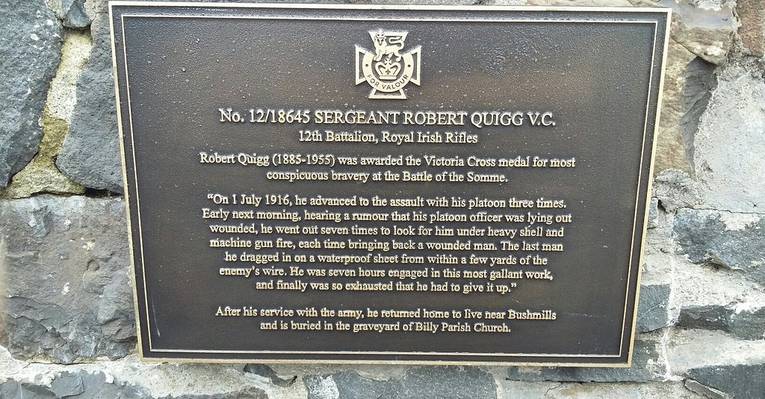 FOR VALOUR
No. 12/18645 SERGEANT ROBERT QUIGG V.C.
12th Battalion, Royal Irish Rifles
Robert Quigg (1885-1955) was awarded the Victoria Cross medal for most
conspicuous bravery at the Battle of the Somme.
“On 1 July 1916, he advanced to the assault with his platoon three times.
Early next morning, hearing a rumour that his platoon officer was lying out
wounded, he went out seven times to look for him under heavy shell and
machine gun fire, each time bringing back a wounded man. The last man
he dragged in on a waterproof sheet from within a few yards of the
enemy's wire. He was seven hours engaged in this most gallant work,
and finally was so exhausted that he had to give it up.”
After his service with the army, he returned home to live near Bushmills
and is buried in the graveyard of Billy Parish Church.